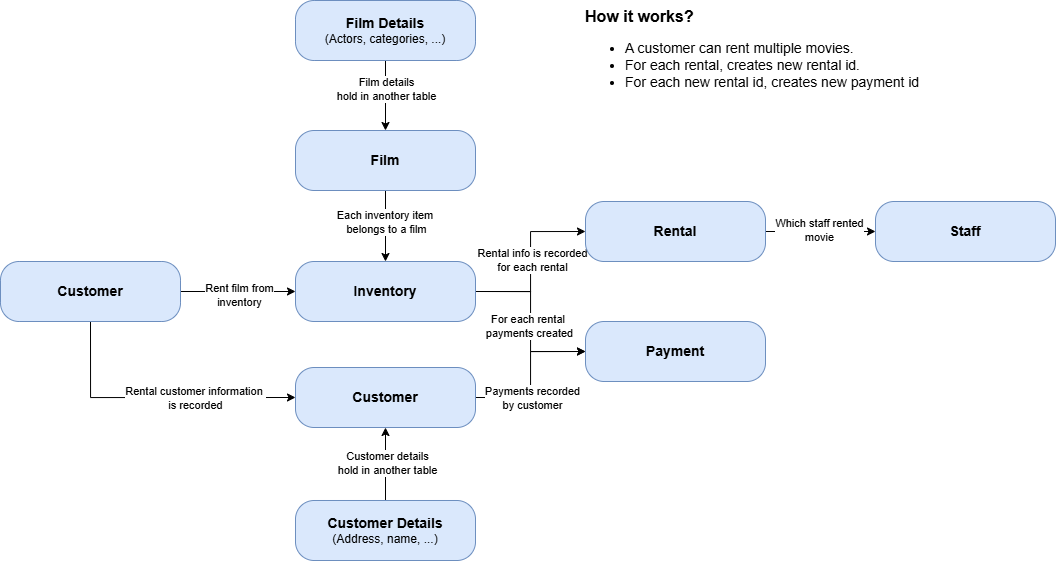 Film Details
(Actors, categories, ...)
How it works?
A customer can rent multiple movies.
For each rental, creates new rental id.
For each new rental id, creates new payment id
Film details
hold in another table
Film
Each inventory item
belongs to a film
Rental
Which staff rented
movie
Staff
Rental info is recorded
for each rental
Customer
Rent film from
inventory
Inventory
For each rental
payments created
Payment
Rental customer information
is recorded
Customer
Payments recorded
by customer
Customer details
hold in another table
Customer Details
(Address, name, ...)